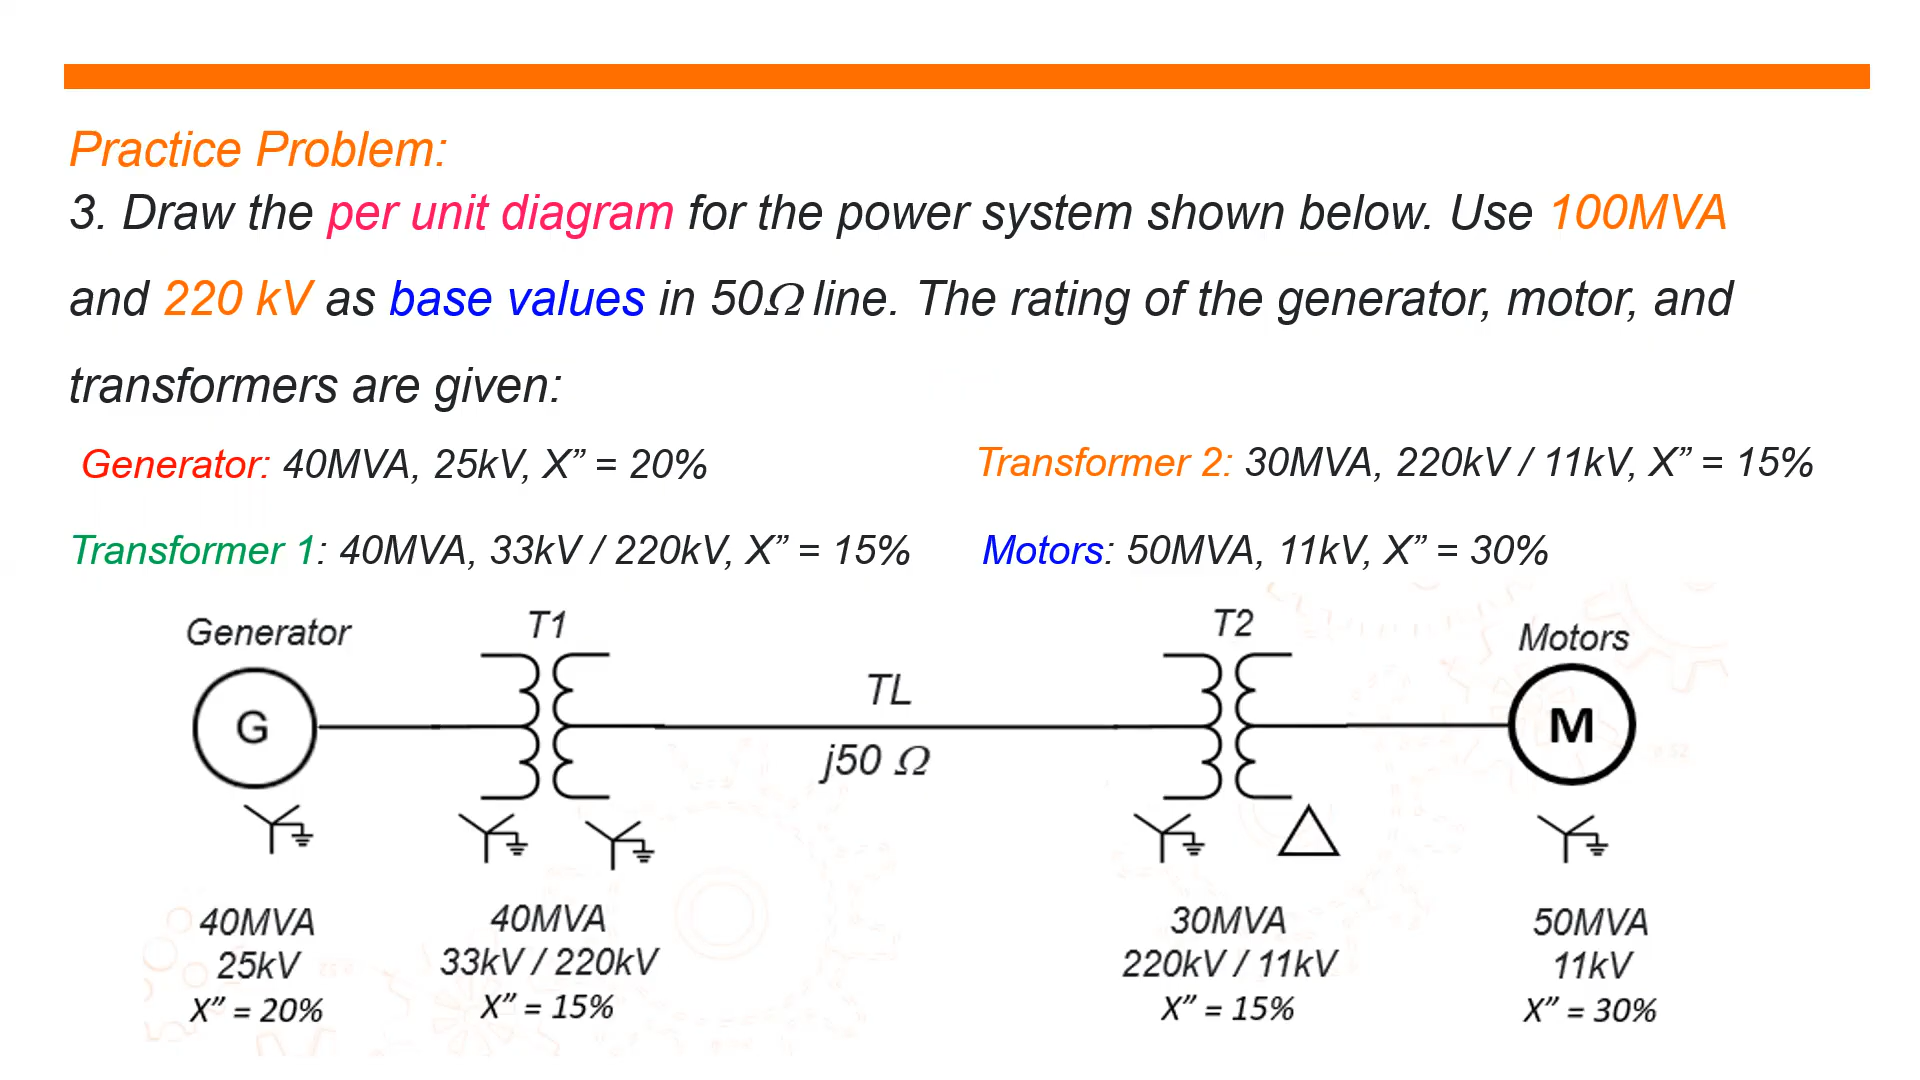 Practice Problem:
3. Draw the per unit diagram for the power system shown below. Use 100MVA
and 220 kV as base values in 50Ω line. The rating of the generator, motor, and
transformers are given:
Generator: 40MVA, 25kV, X” = 20%
Transformer 2: 30MVA, 220kV / 11kV, X” = 15%
Transformer 1: 40MVA, 33kV / 220kV, X” = 15%
Motors: 50MVA, 11kV, X” = 30%
Generator
T1
T2
Motors
G
TL
j50 Ω
M
40MVA
25kV
X” = 20%
40MVA
33kV / 220kV
X” = 15%
30MVA
220kV / 11kV
X” = 15%
50MVA
11kV
X” = 30%